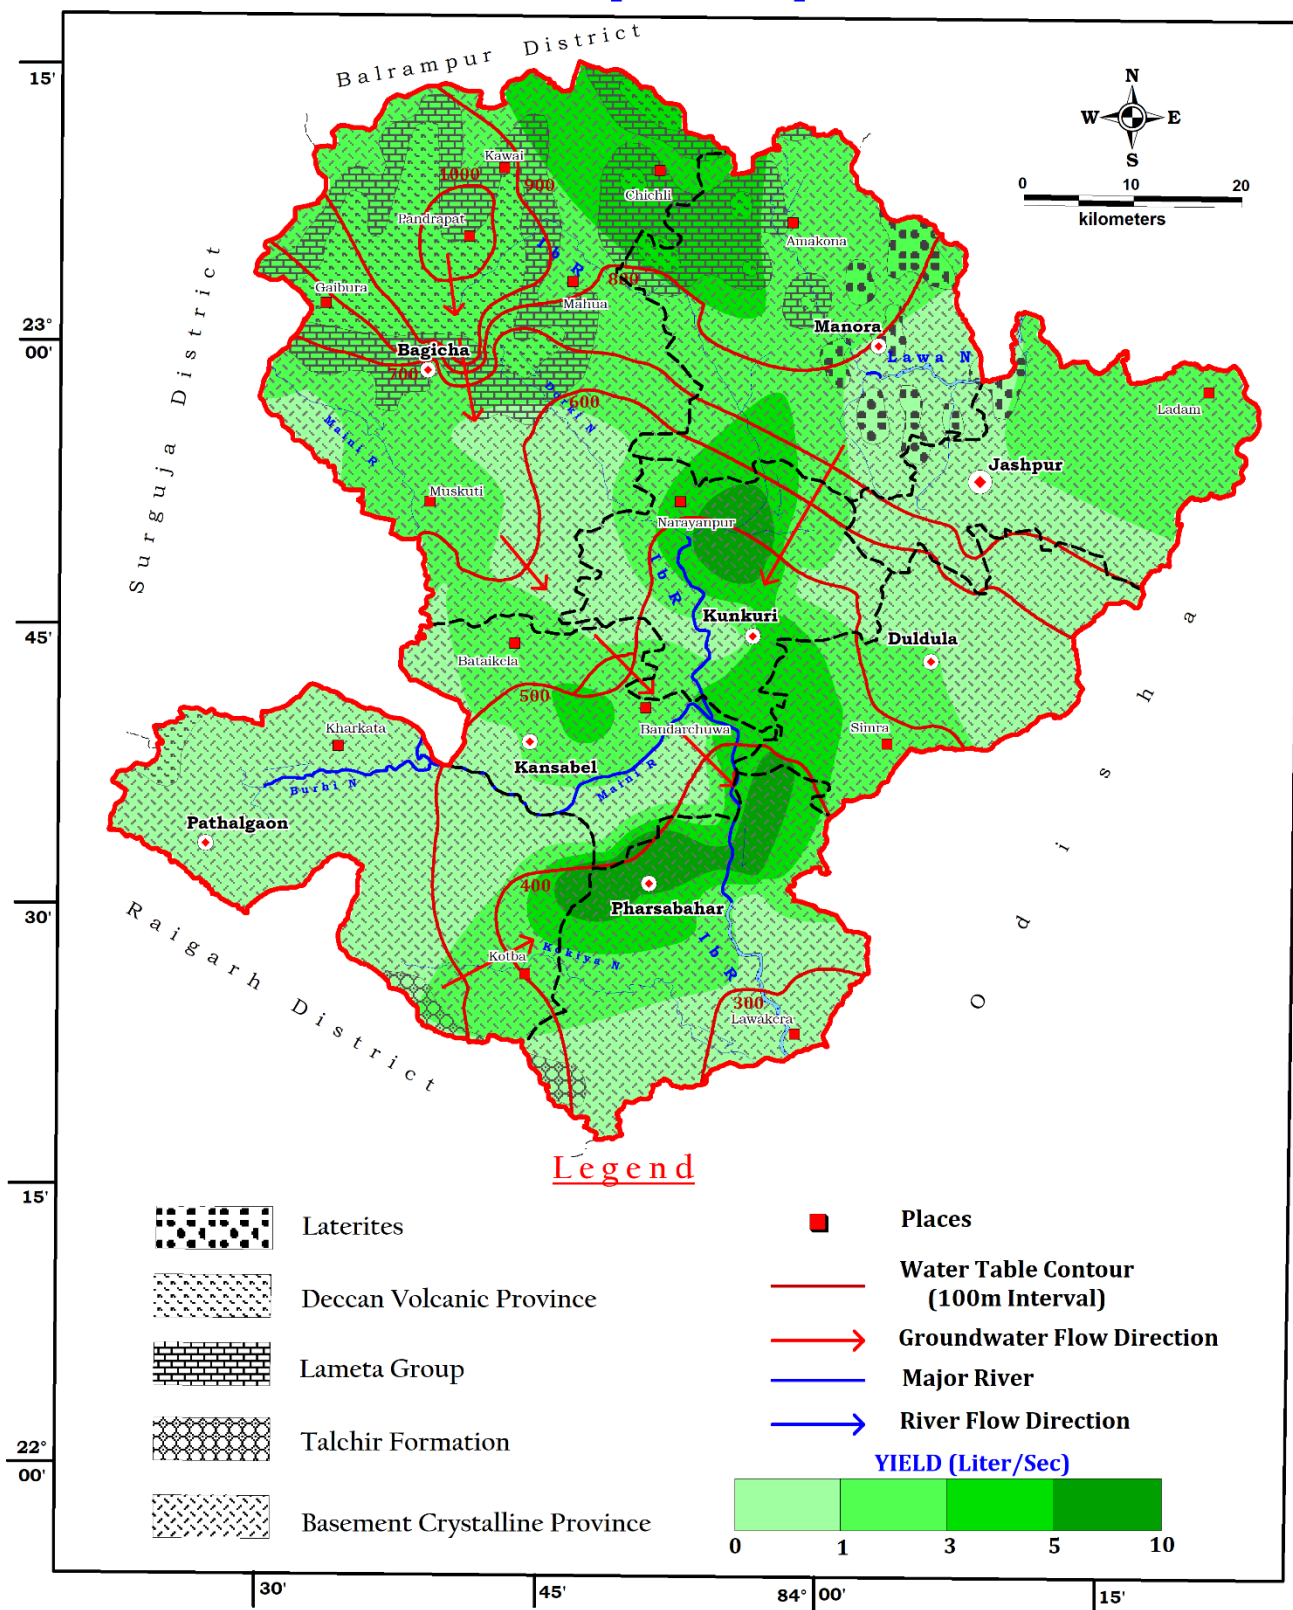 Balrampur District
15'
N
W E
S
0 10 20
kilometers
Kawai
1000
900
Chichli
Pandrapat
Amakona
Ib R
800
Gaibura
Mahua
Surguja District
23°
00'
Manora
Bagicha
Lawa N
700
Dorki N
600
Ladam
Maini R
Jashpur
Muskuti
Narayanpur
Ib R
45'
Kunkuri
Duldula
Bataikela
500
Kharkata
Bandarchuwa
Simra
Kansabel
Burhi N
Maini R
Odisha
Pathalgaon
400
30'
Pharsabahar
Raigarh District
Ib R
Kotba
Kokiya N
300
Lawakera
Legend
15'
Laterites
Places
Deccan Volcanic Province
Water Table Contour
(100m Interval)
Groundwater Flow Direction
Lameta Group
Major River
River Flow Direction
Talchir Formation
22°
00'
YIELD (Liter/Sec)
Basement Crystalline Province
0 1 3 5 10
30' 45' 84° 00' 15'